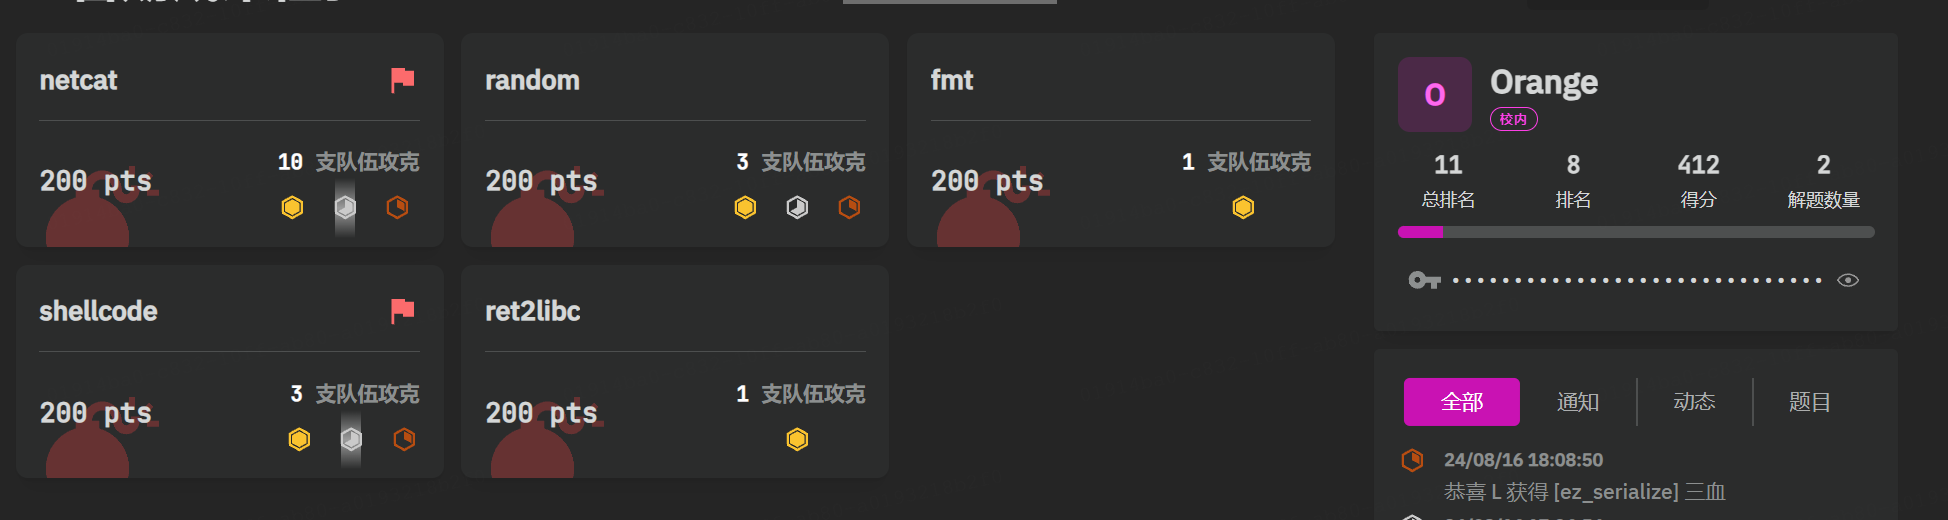 netcat
200 pts
10 支队伍攻克
random
200 pts
3 支队伍攻克
fmt
200 pts
1 支队伍攻克
shellcode
200 pts
3 支队伍攻克
ret2libc
200 pts
1 支队伍攻克
O
Orange
校内
11 8 412 2
总排名 排名 得分 解题数量
全部 通知 动态 题目
24/08/16 18:08:50
恭喜 L 获得 [ez_serialize] 三血